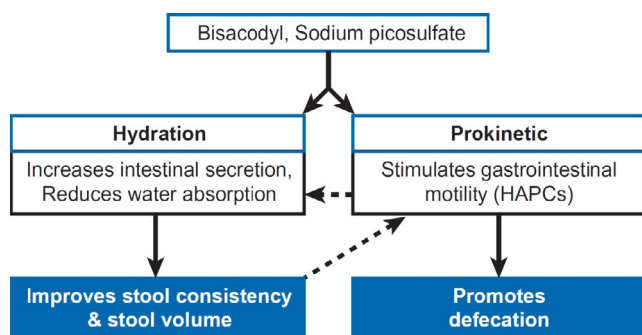 Bisacodyl, Sodium picosulfate
Hydration
Increases intestinal secretion,
Reduces water absorption
Prokinetic
Stimulates gastrointestinal
motility (HAPCs)
Improves stool consistency
& stool volume
Promotes
defecation